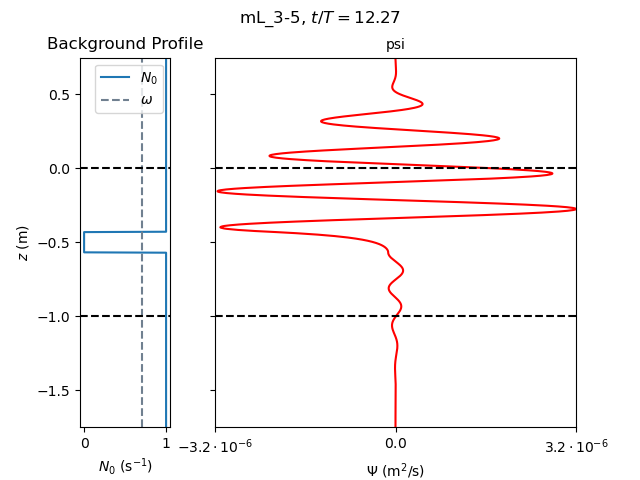 mL_3-5, t/T = 12.27
Background Profile
psi
N₀
ω
0.5
0.0
−0.5
−1.0
−1.5
z (m)
0
1
−3.2 · 10⁻⁶
0.0
3.2 · 10⁻⁶
N₀ (s⁻¹)
Ψ (m²/s)